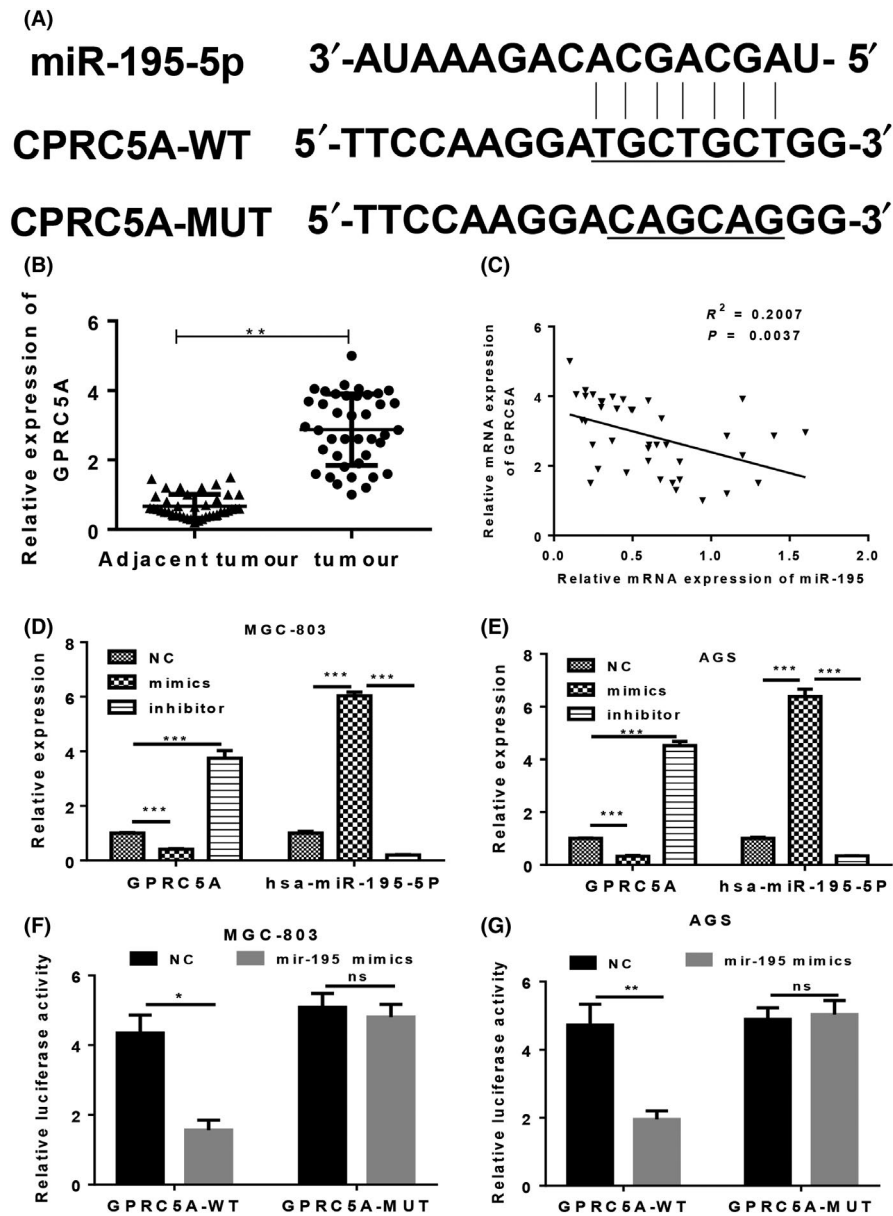 (A)
miR-195-5p 3′-AUAAAGACACGACGAU- 5′
CPRC5A-WT 5′-TTCCAAGGATGCTGCTGG-3′
CPRC5A-MUT 5′-TTCCAAGGACAGCAGGG-3′
(B)
Relative expression of GPRC5A
6
4
2
0
**
Adjacent tumour tumour
(C)
R² = 0.2007
P = 0.0037
Relative mRNA expression of GPRC5A
6
4
2
0
0.0 0.5 1.0 1.5 2.0
Relative mRNA expression of miR-195
(D)
MGC-803
NC
mimics
inhibitor
Relative expression
8
6
4
2
0
*** *** *** ***
GPRC5A hsa-miR-195-5P
(E)
AGS
NC
mimics
inhibitor
Relative expression
8
6
4
2
0
*** *** *** ***
GPRC5A hsa-miR-195-5P
(F)
MGC-803
NC mir-195 mimics
Relative luciferase activity
6
4
2
0
* ns
GPRC5A-WT GPRC5A-MUT
(G)
AGS
NC mir-195 mimics
Relative luciferase activity
6
4
2
0
** ns
GPRC5A-WT GPRC5A-MUT